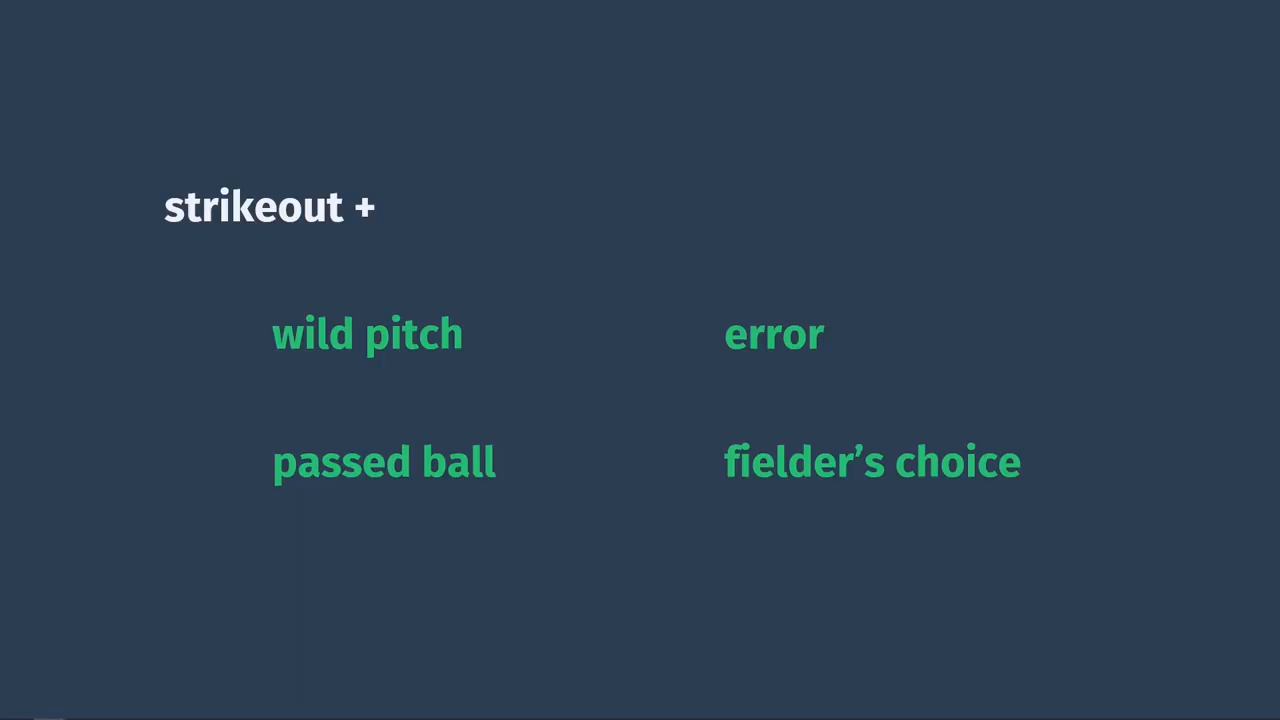 strikeout +
wild pitch
error
passed ball
fielder’s choice